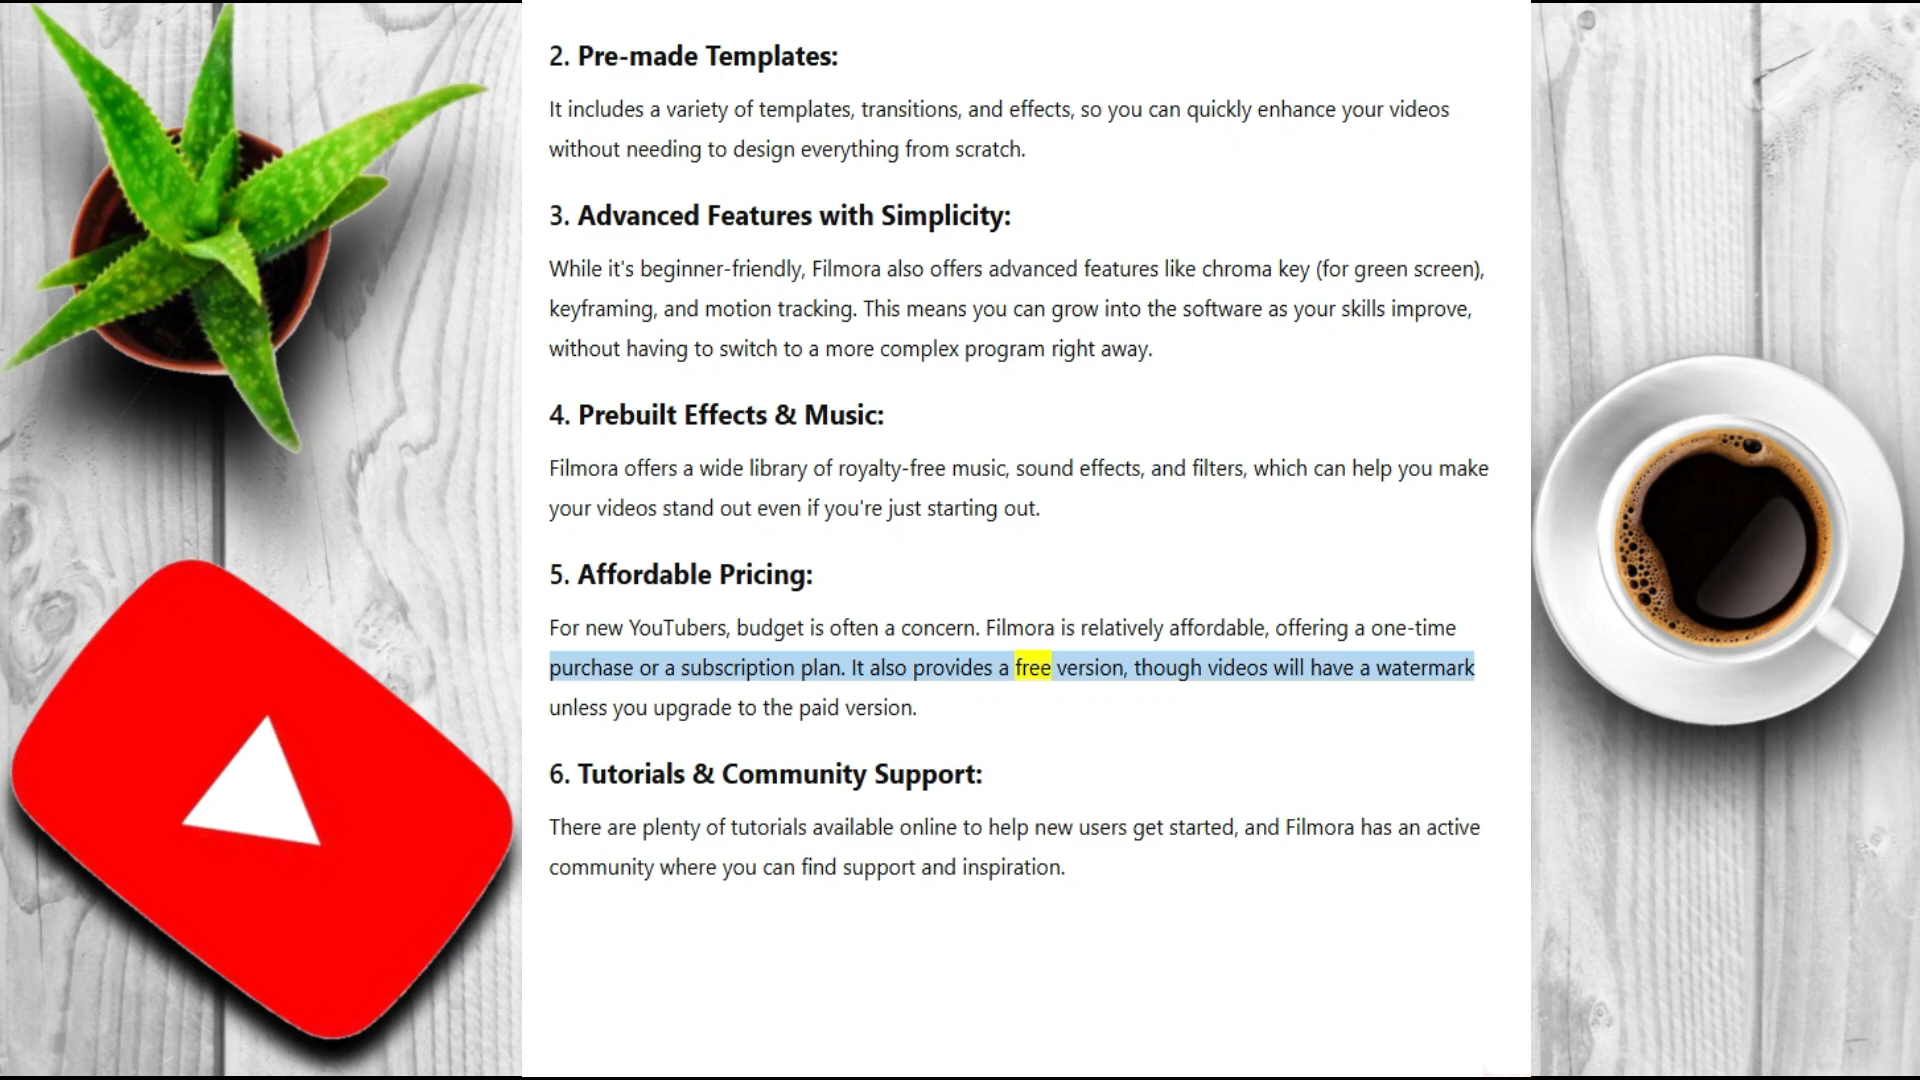 2. Pre-made Templates:
It includes a variety of templates, transitions, and effects, so you can quickly enhance your videos
without needing to design everything from scratch.
3. Advanced Features with Simplicity:
While it's beginner-friendly, Filmora also offers advanced features like chroma key (for green screen),
keyframing, and motion tracking. This means you can grow into the software as your skills improve,
without having to switch to a more complex program right away.
4. Prebuilt Effects & Music:
Filmora offers a wide library of royalty-free music, sound effects, and filters, which can help you make
your videos stand out even if you're just starting out.
5. Affordable Pricing:
For new YouTubers, budget is often a concern. Filmora is relatively affordable, offering a one-time
purchase or a subscription plan. It also provides a free version, though videos will have a watermark
unless you upgrade to the paid version.
6. Tutorials & Community Support:
There are plenty of tutorials available online to help new users get started, and Filmora has an active
community where you can find support and inspiration.